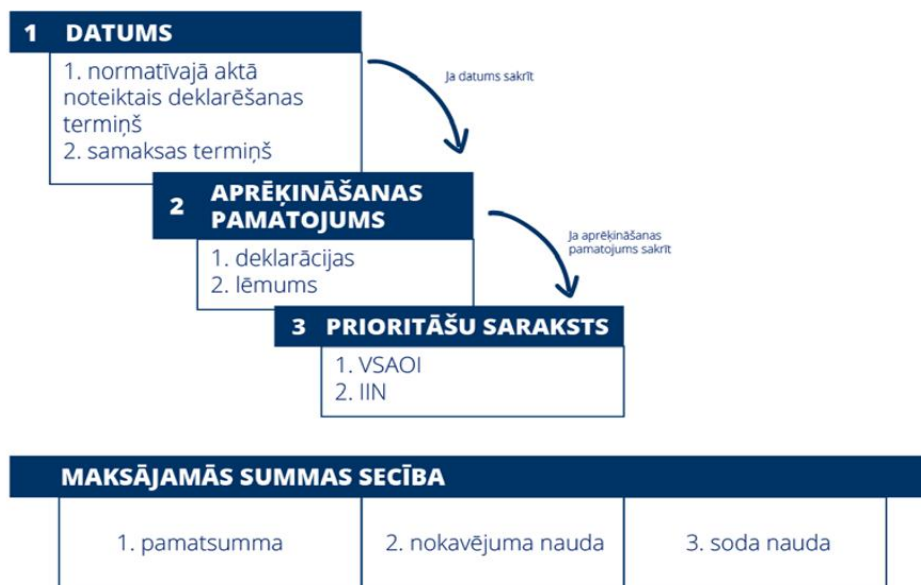 1 DATUMS
1. normatīvajā aktā
noteiktais deklarēšanas
termiņš
2. samaksas termiņš
Ja datums sakrīt
2 APRĒĶINĀŠANAS
PAMATOJUMS
1. deklarācijas
2. lēmums
Ja aprēķināšanas
pamatojums sakrīt
3 PRIORITĀŠU SARAKSTS
1. VSAOI
2. IIN
MAKSĀJAMĀS SUMMAS SECĪBA
1. pamatsumma
2. nokavējuma nauda
3. soda nauda